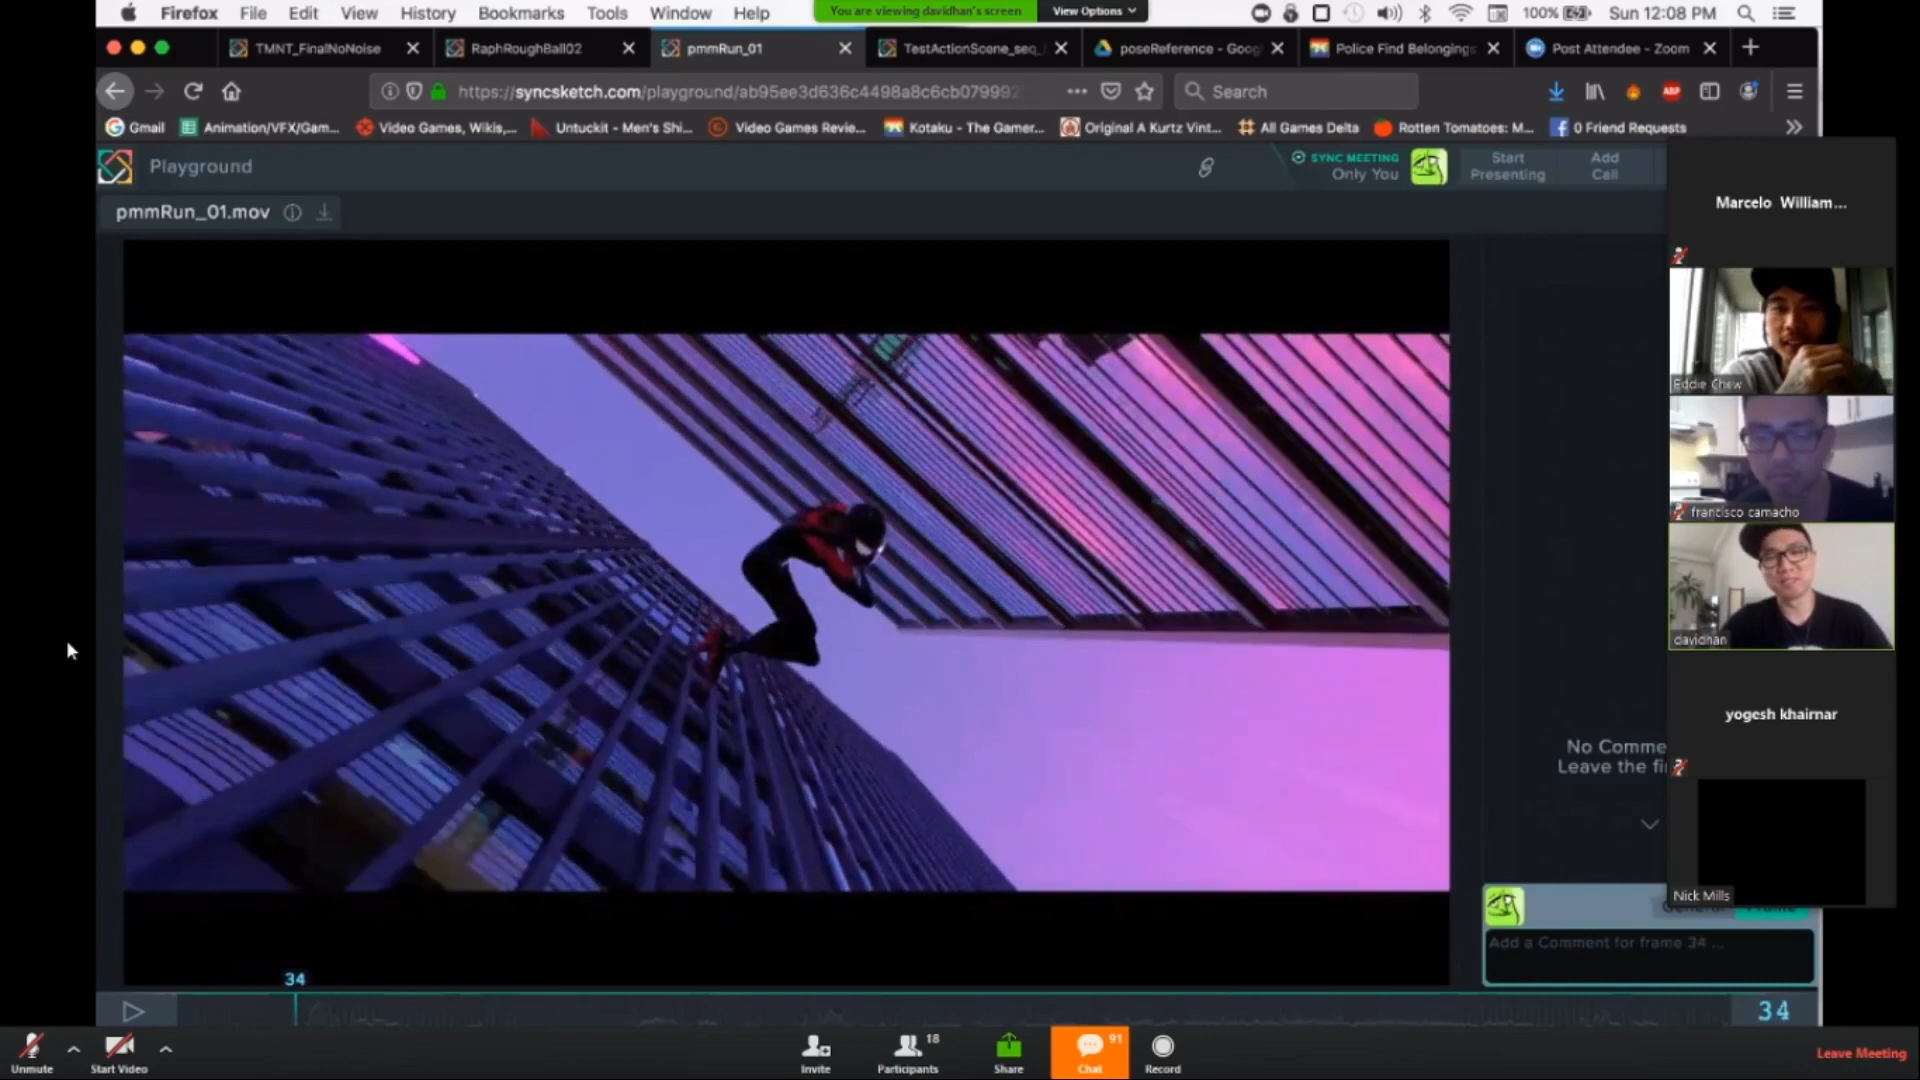 Firefox File Edit View History Bookmarks Tools Window Help
You are viewing davidhan's screen View Options
100% Sun 12:08 PM
TMNT_FinalNoNoise RaphRoughBall02 pmmRun_01 TestActionScene_seq_ poseReference - Goog Police Find Belongings Post Attendee - Zoom
https://syncsketch.com/playground/ab95ee3d636c4498a8c6cb079992 Search
ABP
Gmail Animation/VFX/Gam... Video Games, Wikis,... Untuckit - Men's Shi... Video Games Revie... Kotaku - The Gamer... Original A Kurtz Vint... All Games Delta Rotten Tomatoes: M... 0 Friend Requests
Playground
SYNC MEETING
Only You
Start
Presenting
Add
Call
pmmRun_01.mov
Marcelo William...
Eddie Chew
francisco camacho
davidhan
yogesh khairnar
No Comme
Leave the fi
Nick Mills
Add a Comment for frame 34 ...
34
34
Unmute Start Video Invite Participants 18 Share Chat 91 Record Leave Meeting